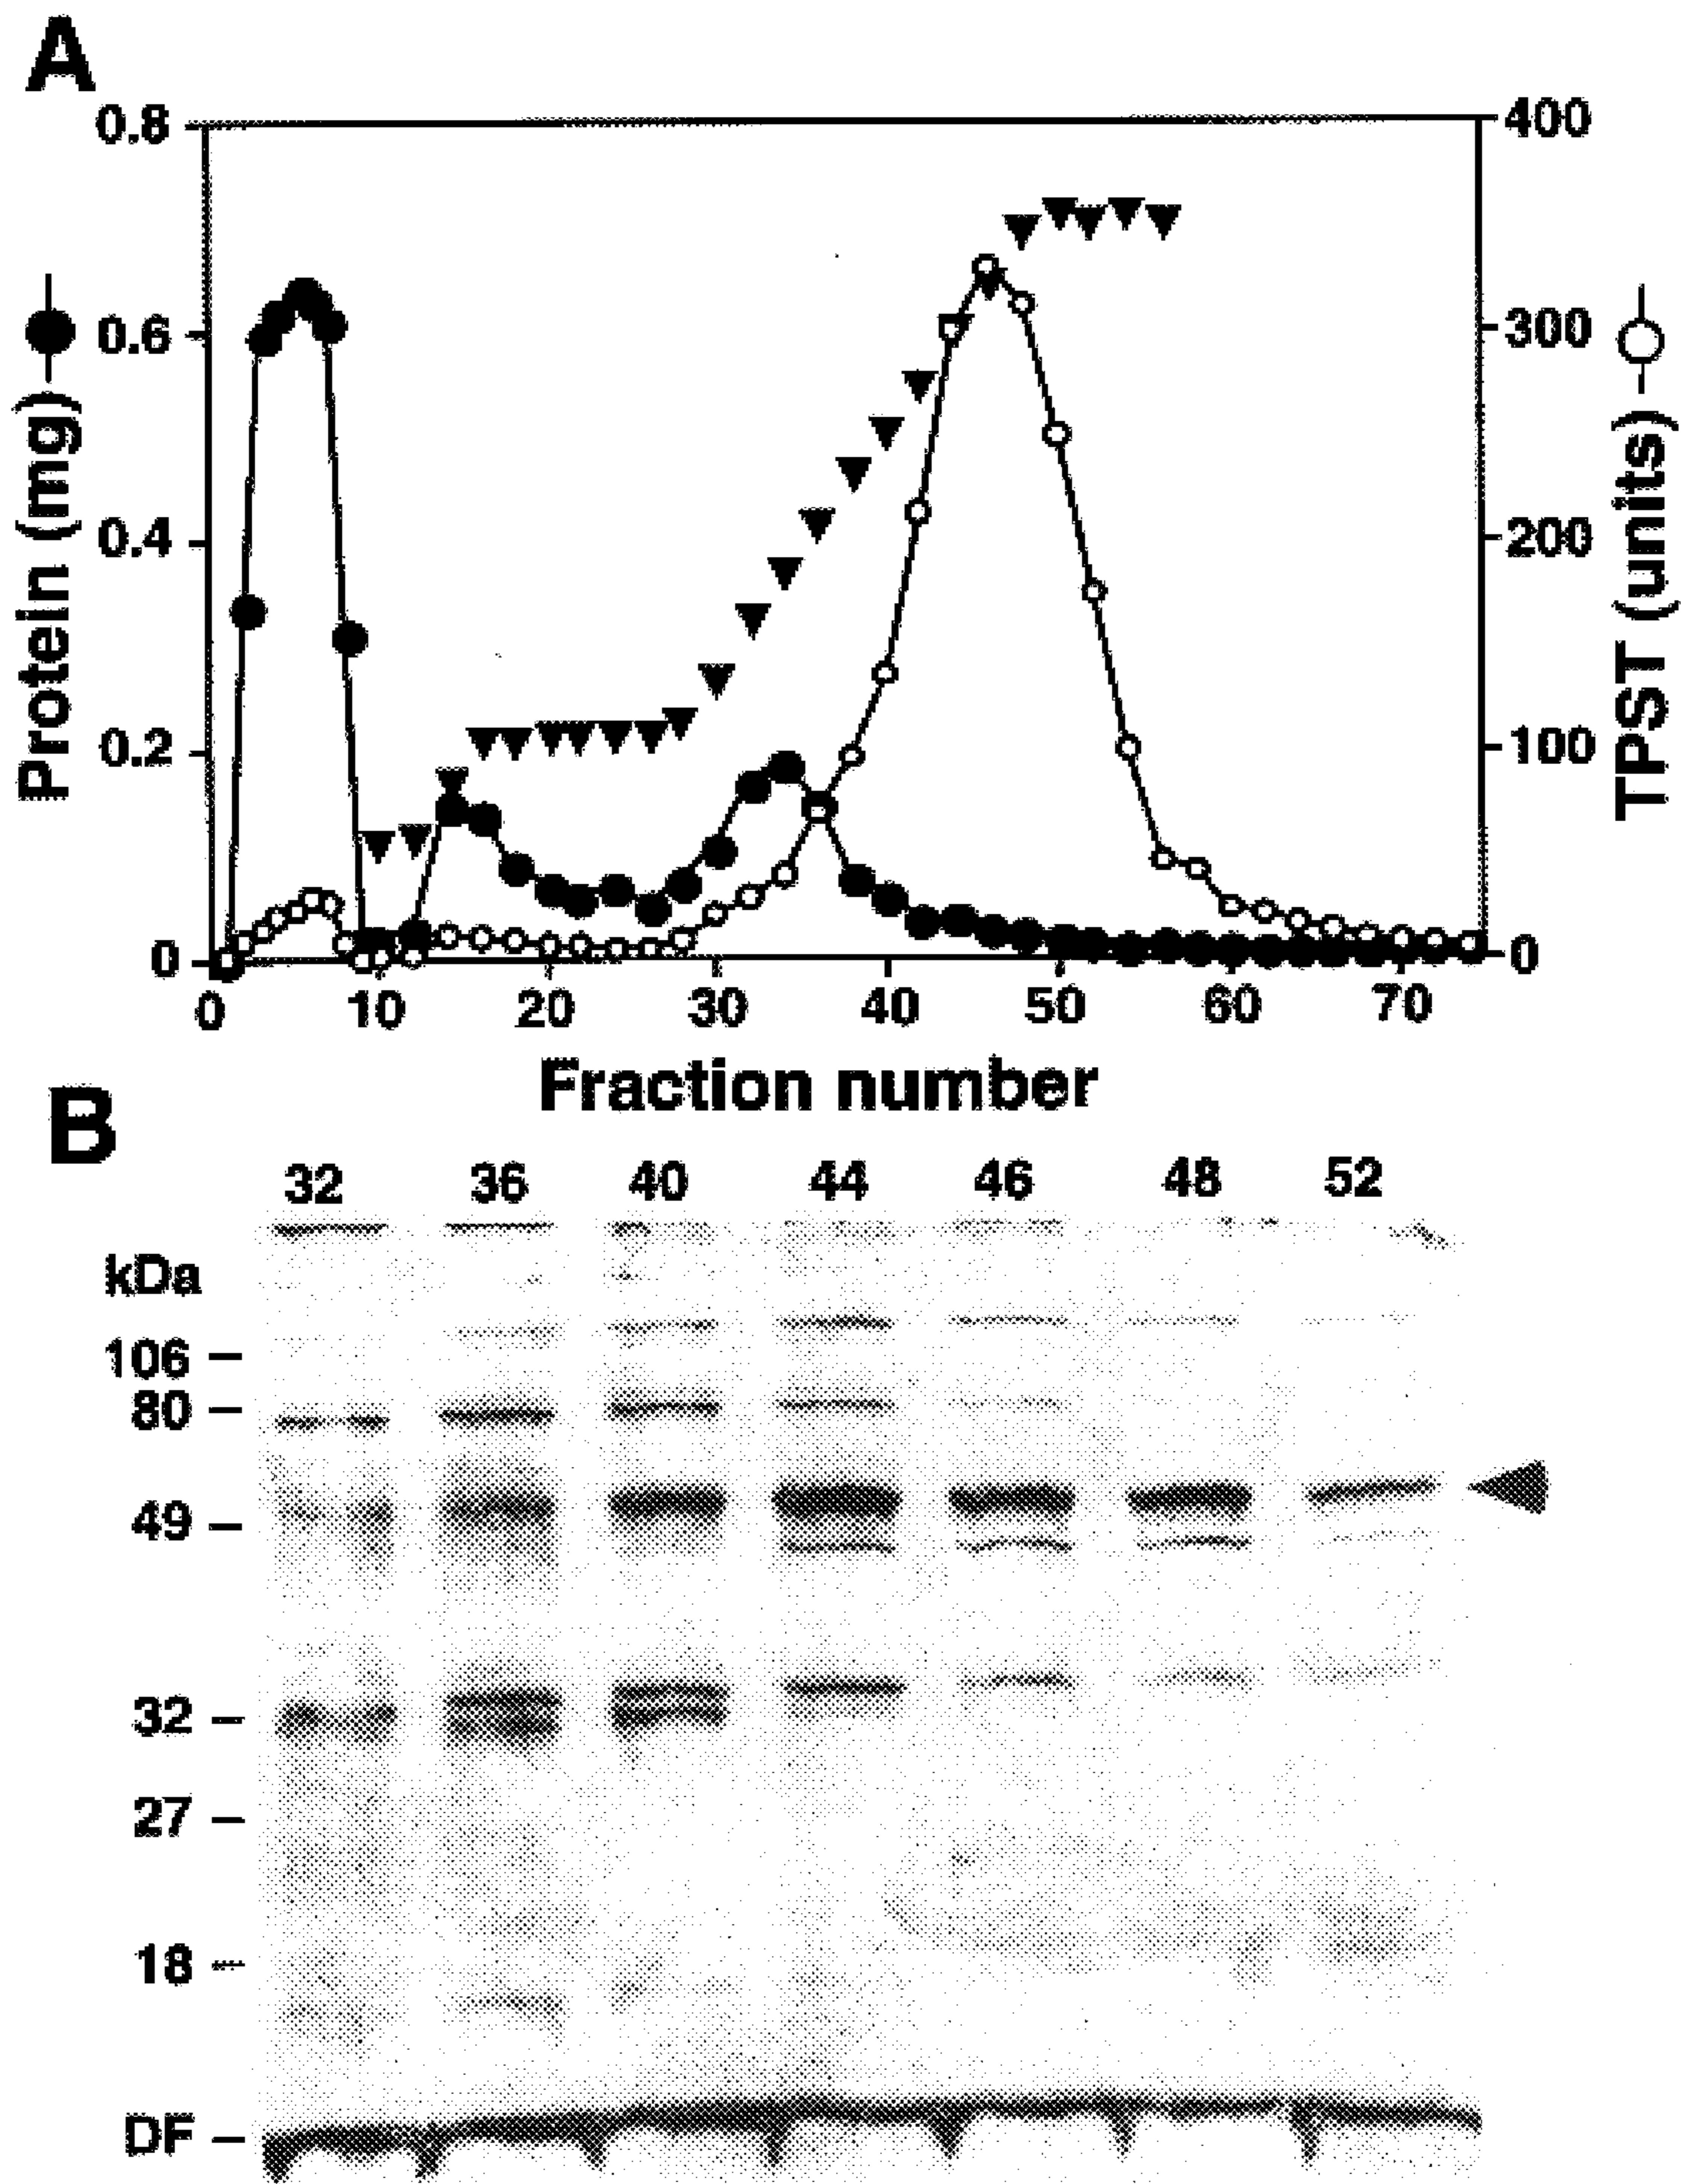 A
0.8
0.6
0.4
0.2
0
Protein (mg)
400
300
200
100
0
TPST (units)
0 10 20 30 40 50 60 70
Fraction number
B
32 36 40 44 46 48 52
kDa
106
80
49
32
27
18
DF